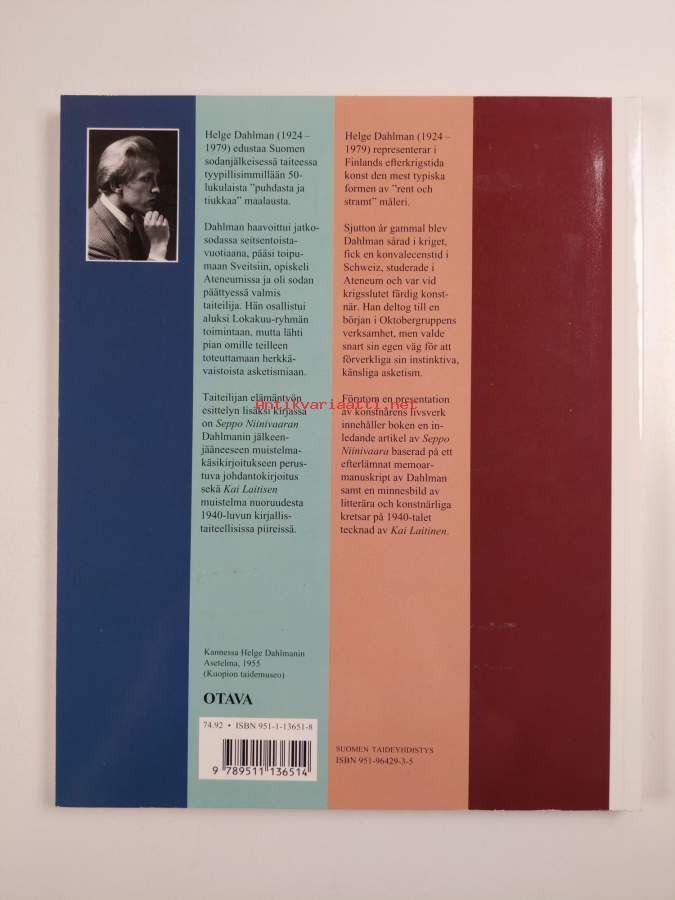 Helge Dahlman (1924 –
1979) edustaa Suomen
sodanjälkeisessä taiteessa
tyypillisimmillään 50-
lukulaista ”puhdasta ja
tiukkaa” maalausta.
Dahlman haavoittui jatko-
sodassa seitsentoista-
vuotiaana, pääsi toipu-
maan Sveitsiin, opiskeli
Ateneumissa ja oli sodan
päättyessä valmis
taiteilija. Hän osallistui
aluksi Lokakuu-ryhmän
toimintaan, mutta lähti
pian omille teilleen
toteuttamaan herkkä-
vaistoista asketismiaan.
Taiteilijan elämäntyön
esittelyn lisäksi kirjassa
on Seppo Niinivaaran
Dahlmanin jälkeen-
jääneeseen muistelma-
käsikirjoitukseen perus-
tuva johdantokirjoitus
sekä Kai Laitisen
muistelma nuoruudesta
1940-luvun kirjallis-
taiteellisissa piireissä.
Kannessa Helge Dahlmanin
Asetelma, 1955
(Kuopion taidemuseo)
OTAVA
74.92 • ISBN 951-1-13651-8
9 789511 136514
Helge Dahlman (1924 –
1979) representerar i
Finlands efterkrigstida
konst den mest typiska
formen av ”rent och
stramt” måleri.
Sjutton år gammal blev
Dahlman sårad i kriget,
fick en konvalecenstid i
Schweiz, studerade i
Ateneum och var vid
krigsslutet färdig konst-
när. Han deltog till en
början i Oktobergruppens
verksamhet, men valde
snart sin egen väg för att
förverkliga sin instinktiva,
känsliga asketism.
Förutom en presentation
av konstnärens livsverk
innehåller boken en in-
ledande artikel av Seppo
Niinivaara baserad på ett
efterlämnat memoar-
manuskript av Dahlman
samt en minnesbild av
litterära och konstnärliga
kretsar på 1940-talet
tecknad av Kai Laitinen.
SUOMEN TAIDEYHDISTYS
ISBN 951-96429-3-5
Antikvariaatti.net